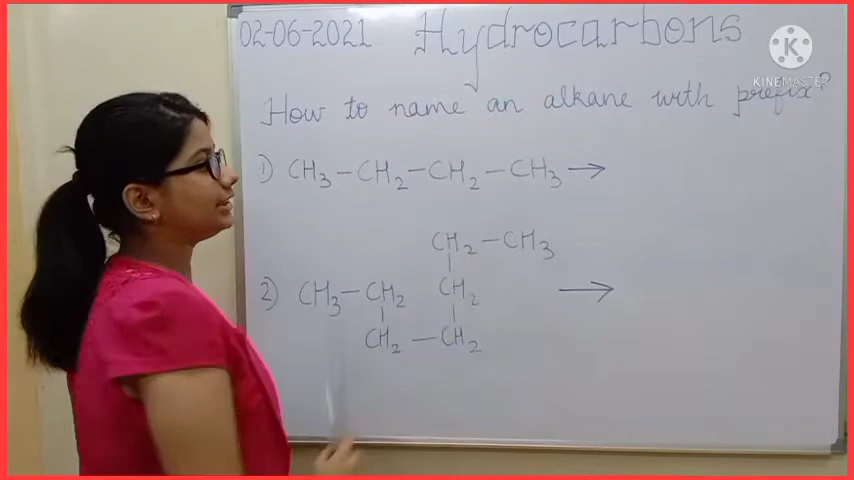 02-06-2021 Hydrocarbons
K
KINEMASTER
How to name an alkane with prefix?
1) CH3 – CH2 – CH2 – CH3 →
CH2 – CH3
|
2) CH3 – CH2 CH2 →
| |
CH2 – CH2